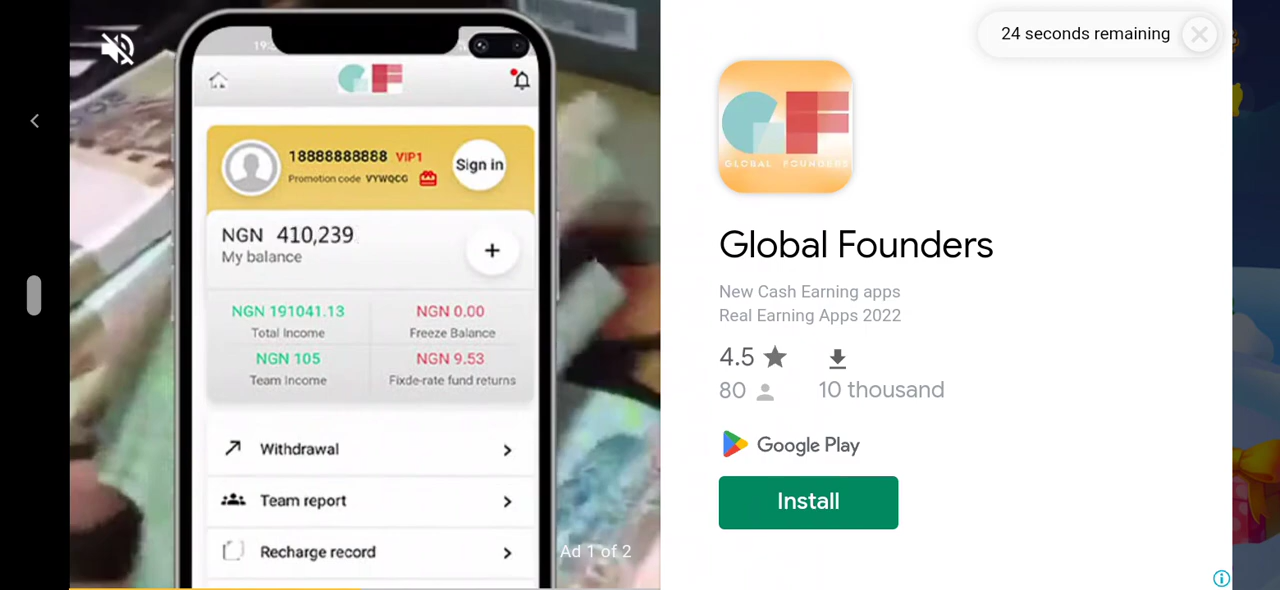 18888888888 VIP1
Promotion code VYWQCG
Sign in
NGN 410,239
My balance
+
NGN 191041.13
Total Income
NGN 0.00
Freeze Balance
NGN 105
Team Income
NGN 9.53
Fixde-rate fund returns
Withdrawal
Team report
Recharge record
Ad 1 of 2
24 seconds remaining
GF
GLOBAL FOUNDERS
Global Founders
New Cash Earning apps
Real Earning Apps 2022
4.5
80
10 thousand
Google Play
Install